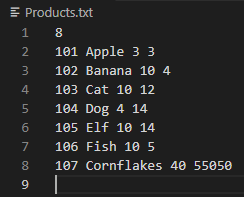 Products.txt
1 8
2 101 Apple 3 3
3 102 Banana 10 4
4 103 Cat 10 12
5 104 Dog 4 14
6 105 Elf 10 14
7 106 Fish 10 5
8 107 Cornflakes 40 55050
9